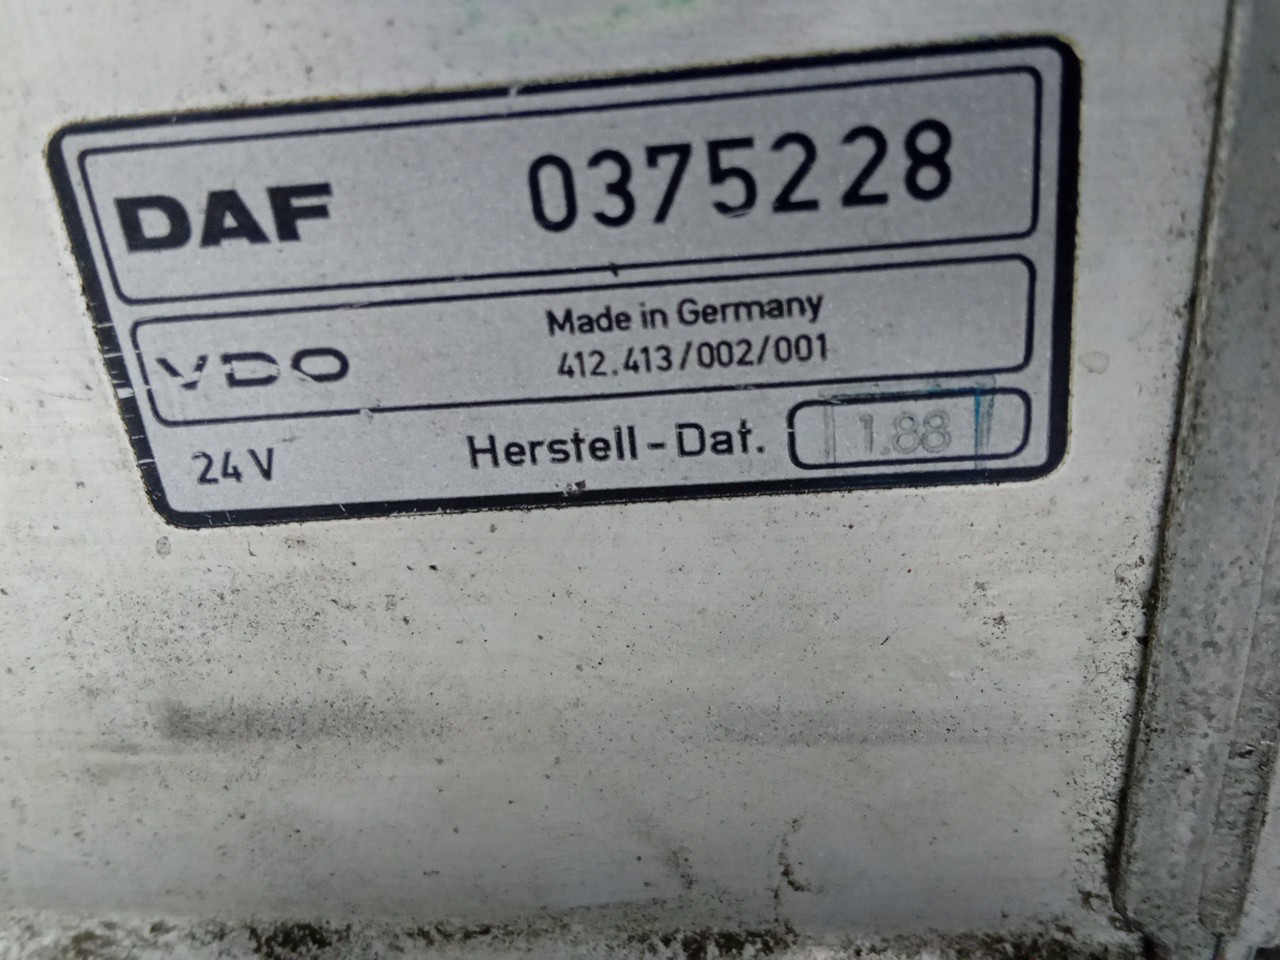 DAF 0375228
Made in Germany
VDO 412.413/002/001
24V Herstell-Dat. 1.88